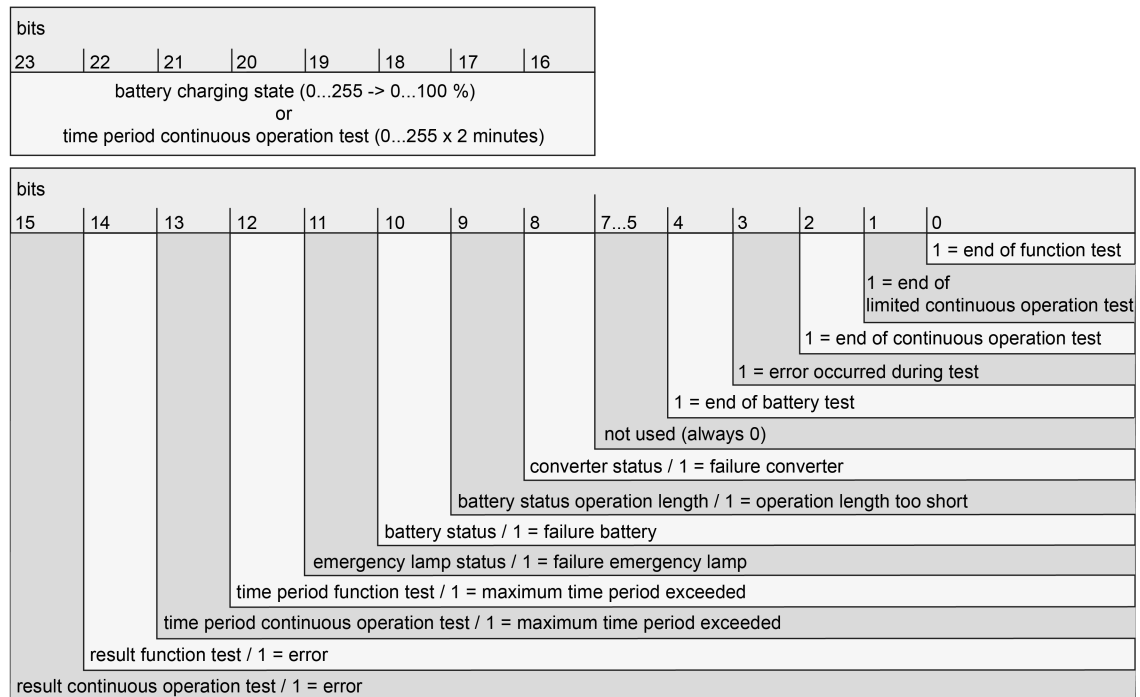 bits
23 22 21 20 19 18 17 16
battery charging state (0...255 -> 0...100 %)
or
time period continuous operation test (0...255 x 2 minutes)
bits
15 14 13 12 11 10 9 8 7...5 4 3 2 1 0
1 = end of function test
1 = end of
limited continuous operation test
1 = end of continuous operation test
1 = error occurred during test
1 = end of battery test
not used (always 0)
converter status / 1 = failure converter
battery status operation length / 1 = operation length too short
battery status / 1 = failure battery
emergency lamp status / 1 = failure emergency lamp
time period function test / 1 = maximum time period exceeded
time period continuous operation test / 1 = maximum time period exceeded
result function test / 1 = error
result continuous operation test / 1 = error